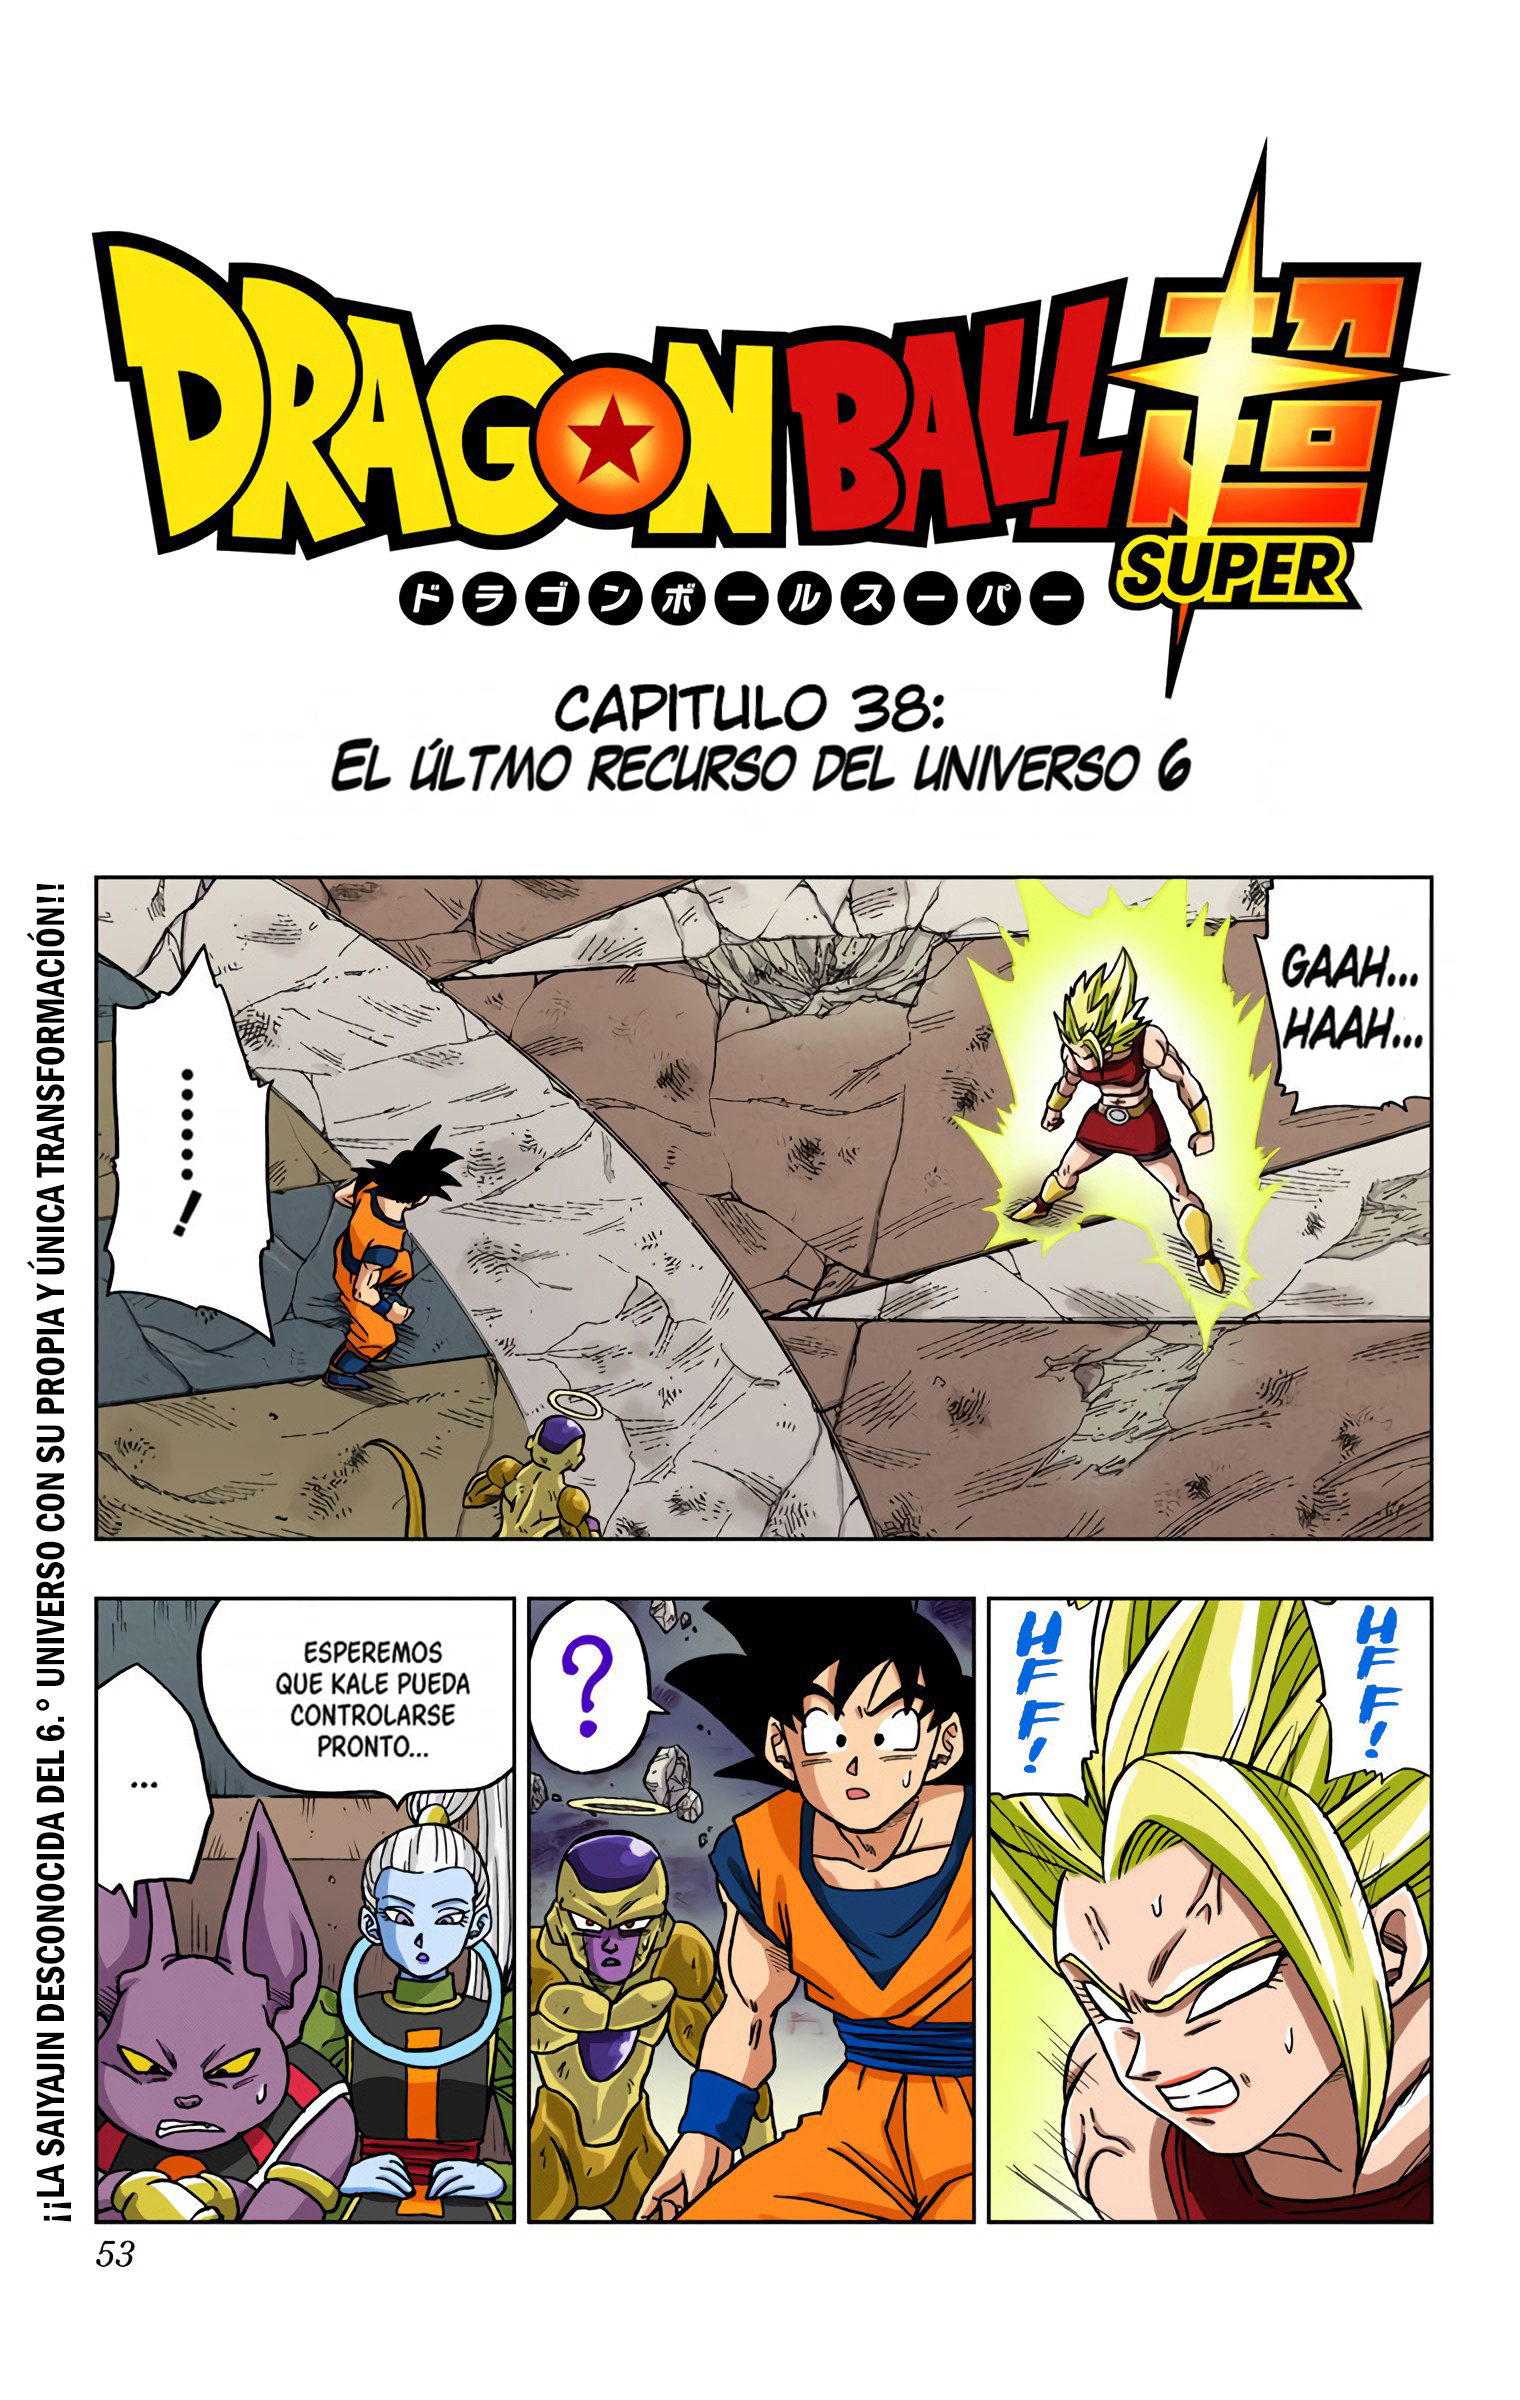 DRAGON BALL 超
SUPER
ドラゴンボールスーパー
CAPITULO 38:
EL ÚLTMO RECURSO DEL UNIVERSO 6
¡¡LA SAIYAJIN DESCONOCIDA DEL 6.° UNIVERSO CON SU PROPIA Y ÚNICA TRANSFORMACIÓN!!
GAAH...
HAAH...
......!
HFF!
HFF!
?
ESPEREMOS
QUE KALE PUEDA
CONTROLARSE
PRONTO...
...
53